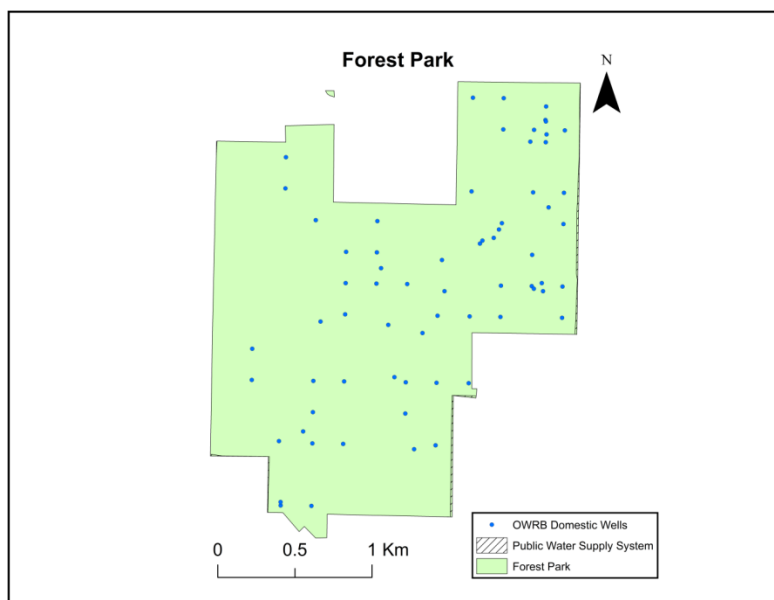 Forest Park
N
OWRB Domestic Wells
Public Water Supply System
Forest Park
0 0.5 1 Km